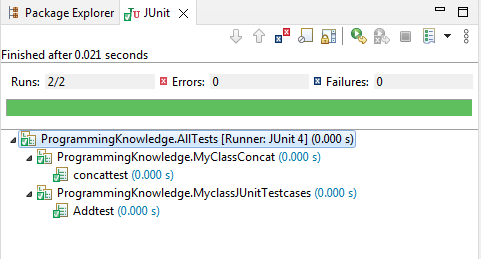 Package Explorer JUnit
Finished after 0.021 seconds
Runs: 2/2 Errors: 0 Failures: 0
ProgrammingKnowledge.AllTests [Runner: JUnit 4] (0.000 s)
ProgrammingKnowledge.MyClassConcat (0.000 s)
concattest (0.000 s)
ProgrammingKnowledge.MyclassJUnitTestcases (0.000 s)
Addtest (0.000 s)